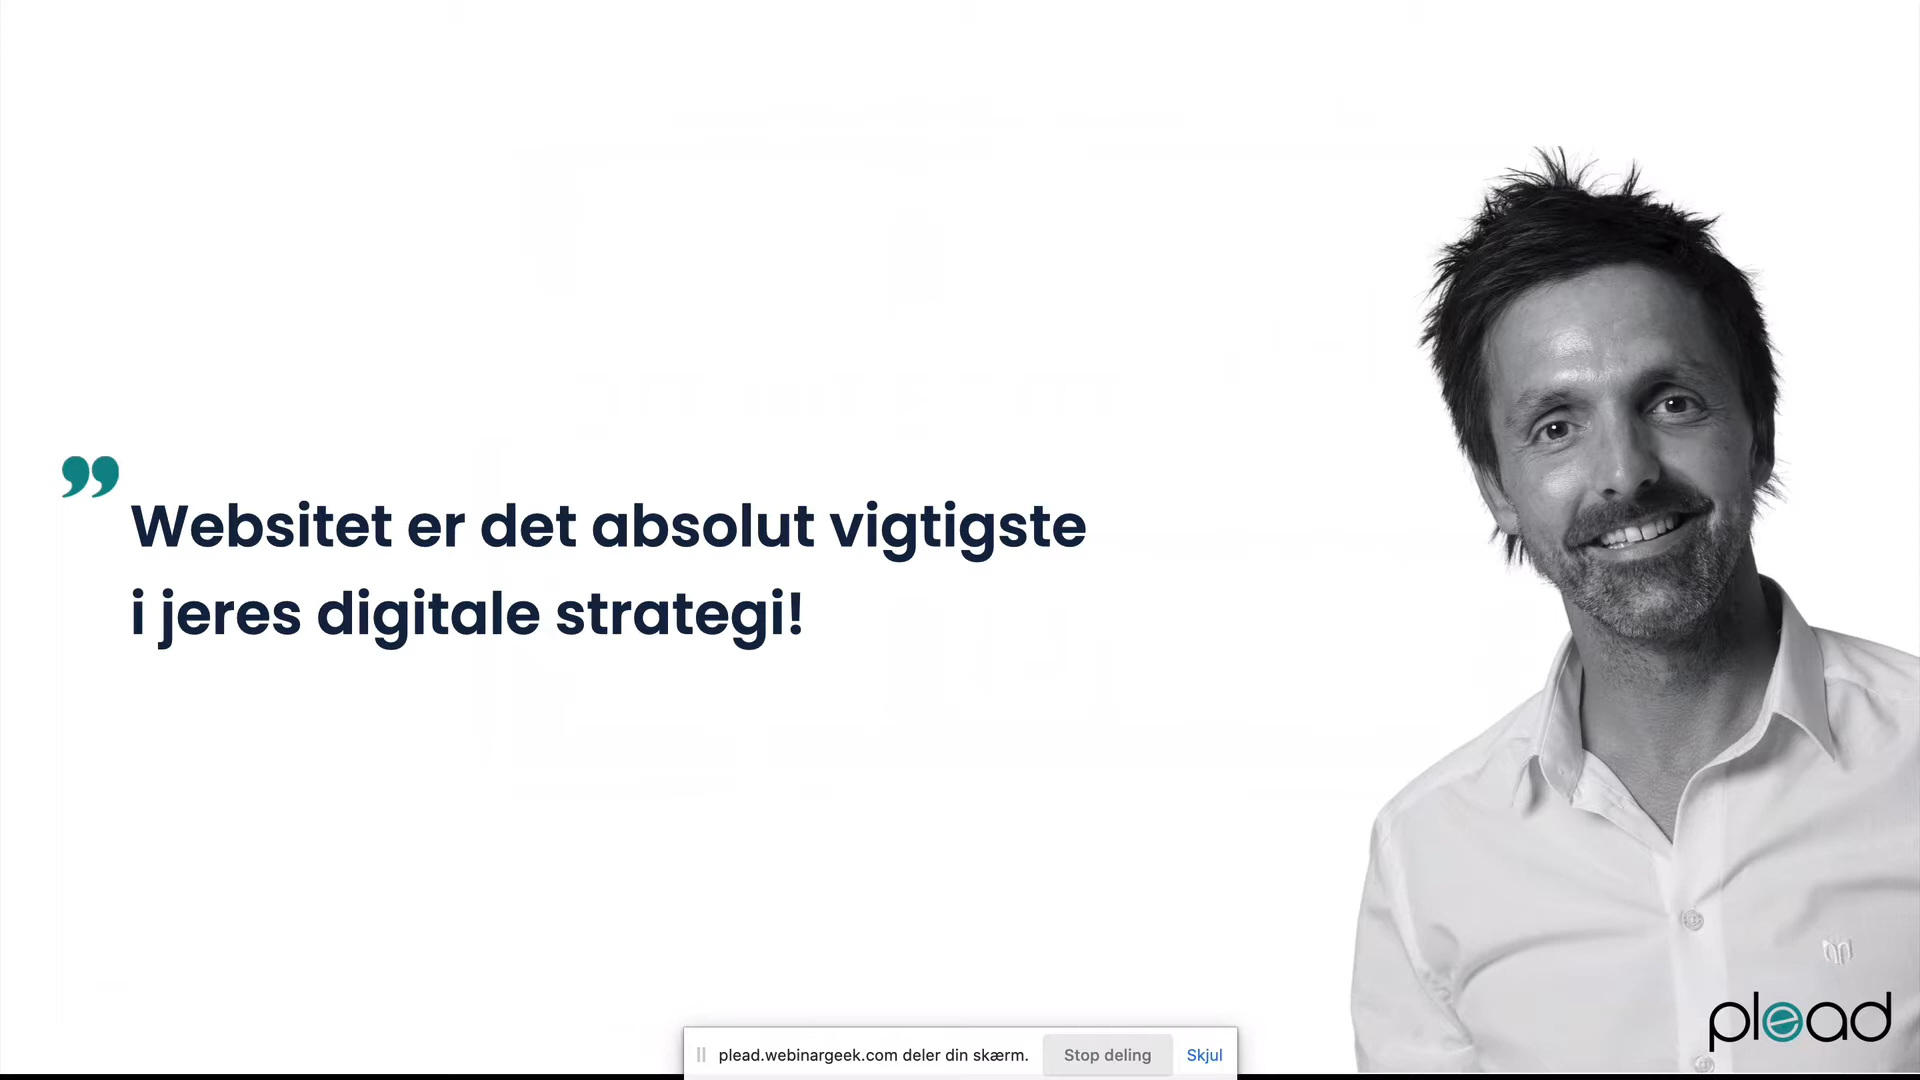 Websitet er det absolut vigtigste
i jeres digitale strategi!
plead
plead.webinargeek.com deler din skærm. Stop deling Skjul